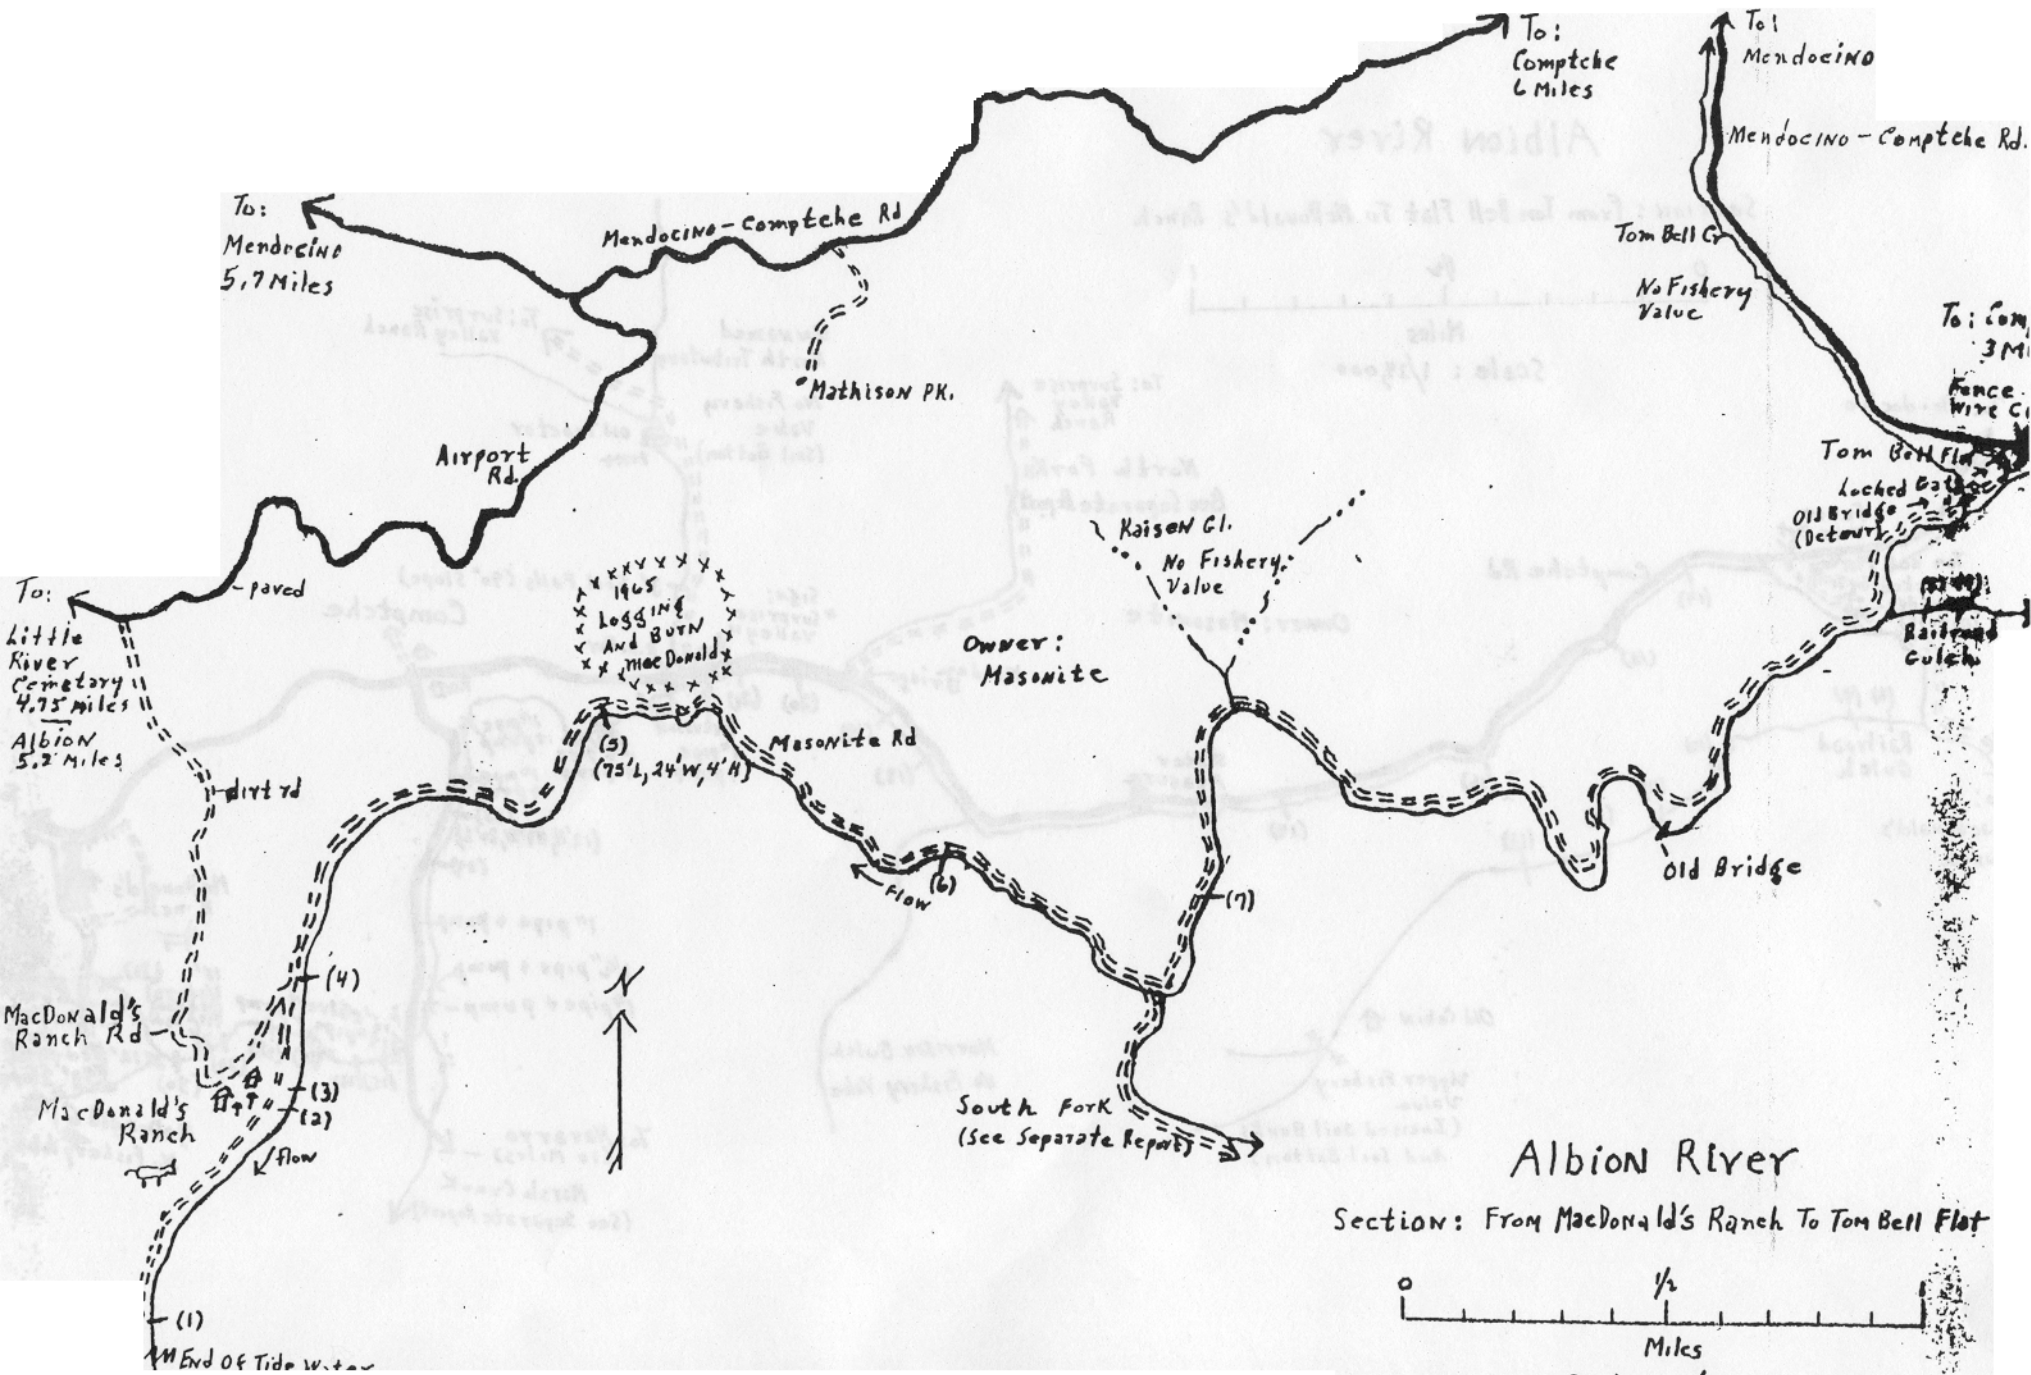 To:
Comptche
6 Miles
To:
Mendocino
Mendocino - Comptche Rd.
To:
Mendocino
5.7 Miles
Mendocino - Comptche Rd
Tom Bell Cr
No Fishery
Value
To:
3 Mi
Fence
Wire
Mathison PK.
Airport
Rd.
Tom Bell Flat
Locked Gate
Old Bridge
(Detour)
Kaisen Gl.
No Fishery
Value
Railroad
Gulch
paved
1965
Logging
And Burn
MacDonald
Owner:
Masonite
To:
Little
River
Cemetary
4.75 miles
Albion
5.2 Miles
dirt rd
(5)
(75'L, 24'W, 4'H)
Masonite Rd
flow
(6)
(7)
Old Bridge
(4)
MacDonald's
Ranch Rd
N
(3)
(2)
MacDonald's
Ranch
flow
South Fork
(See Separate Report)
Albion River
Section: From MacDonald's Ranch To Tom Bell Flat
0 1/2
Miles
(1)
End Of Tide Water